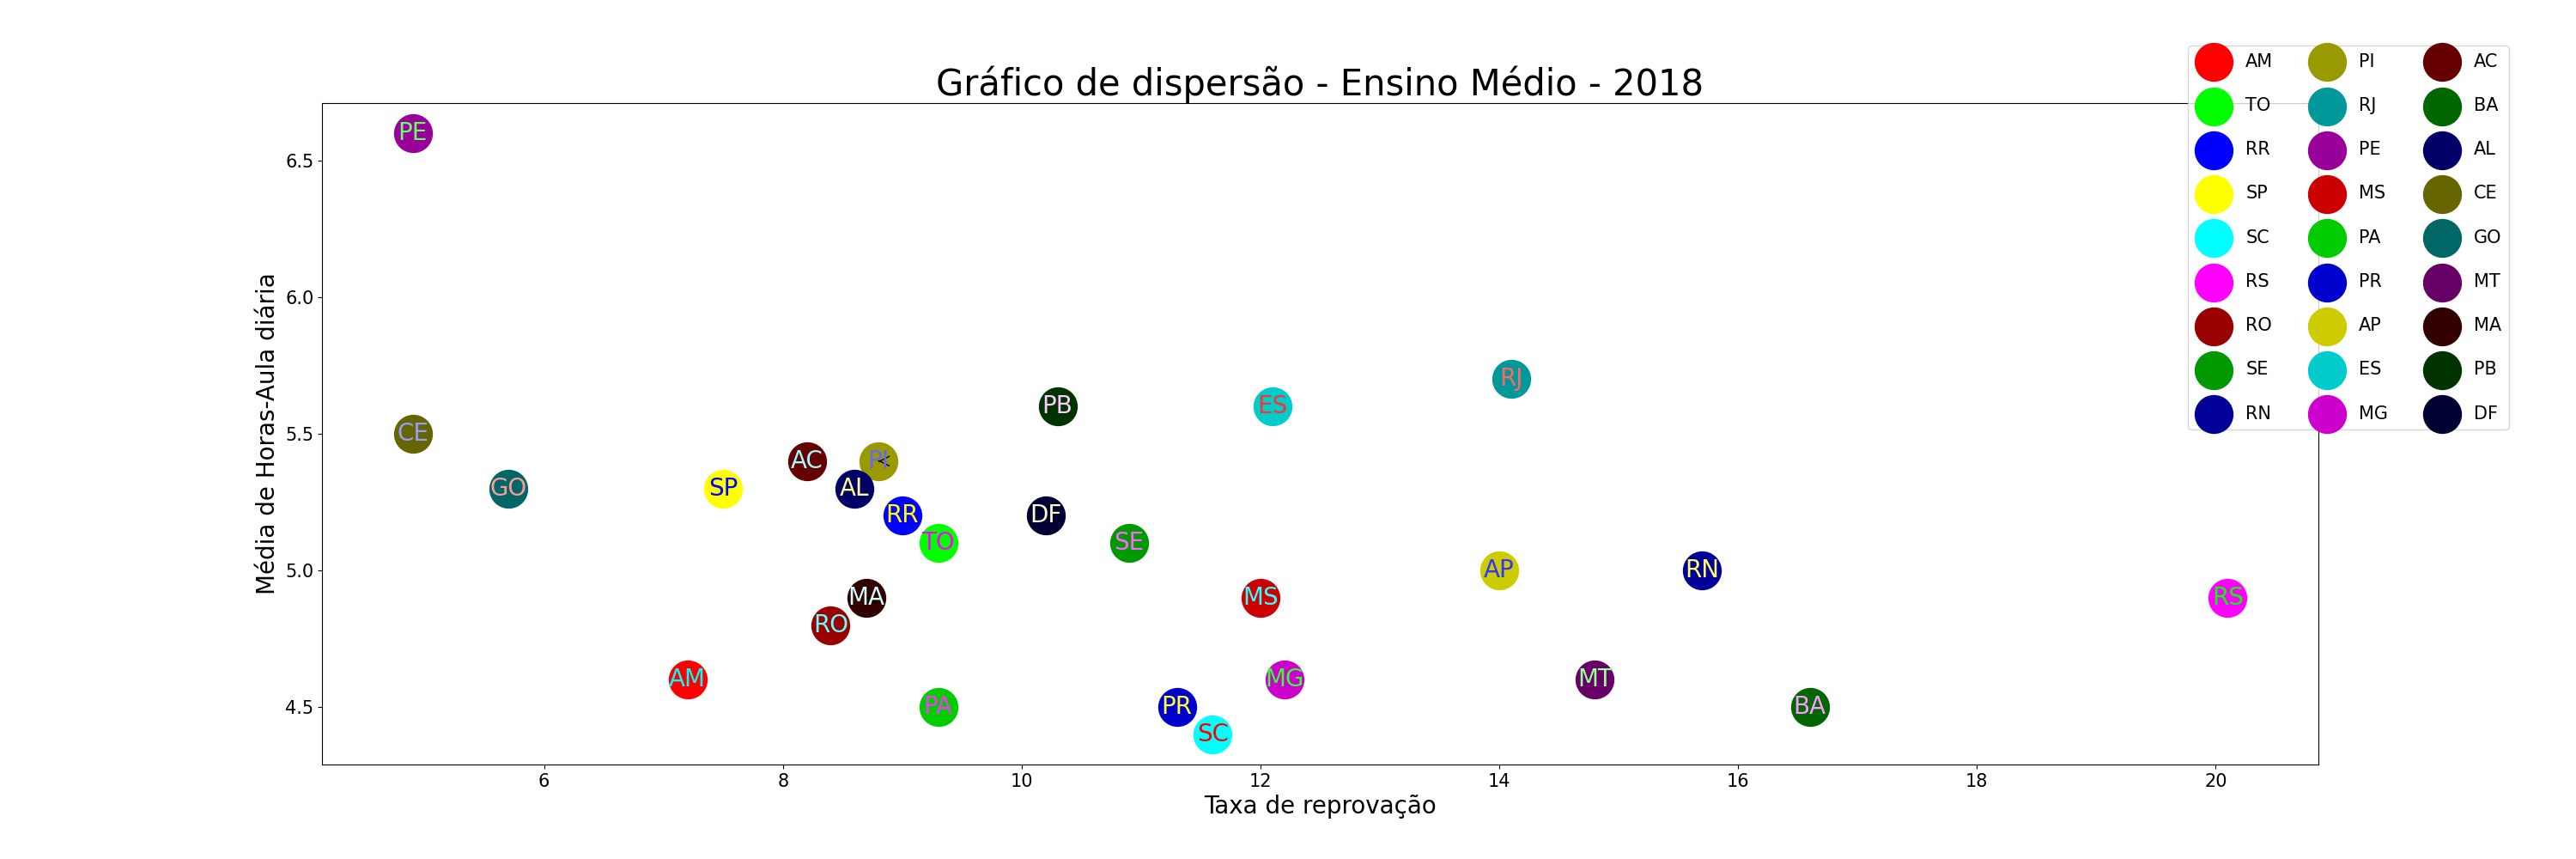 Gráfico de dispersão - Ensino Médio - 2018
AM PI AC
TO RJ BA
RR PE AL
SP MS CE
SC PA GO
RS PR MT
RO AP MA
SE ES PB
RN MG DF
Média de Horas-Aula diária
6.5
6.0
5.5
5.0
4.5
PE
RJ
PB ES
CE
AC PI
GO SP AL
RR DF
TO SE
AP RN
MA MS RS
RO
AM MG MT
PA PR BA
SC
6 8 10 12 14 16 18 20
Taxa de reprovação